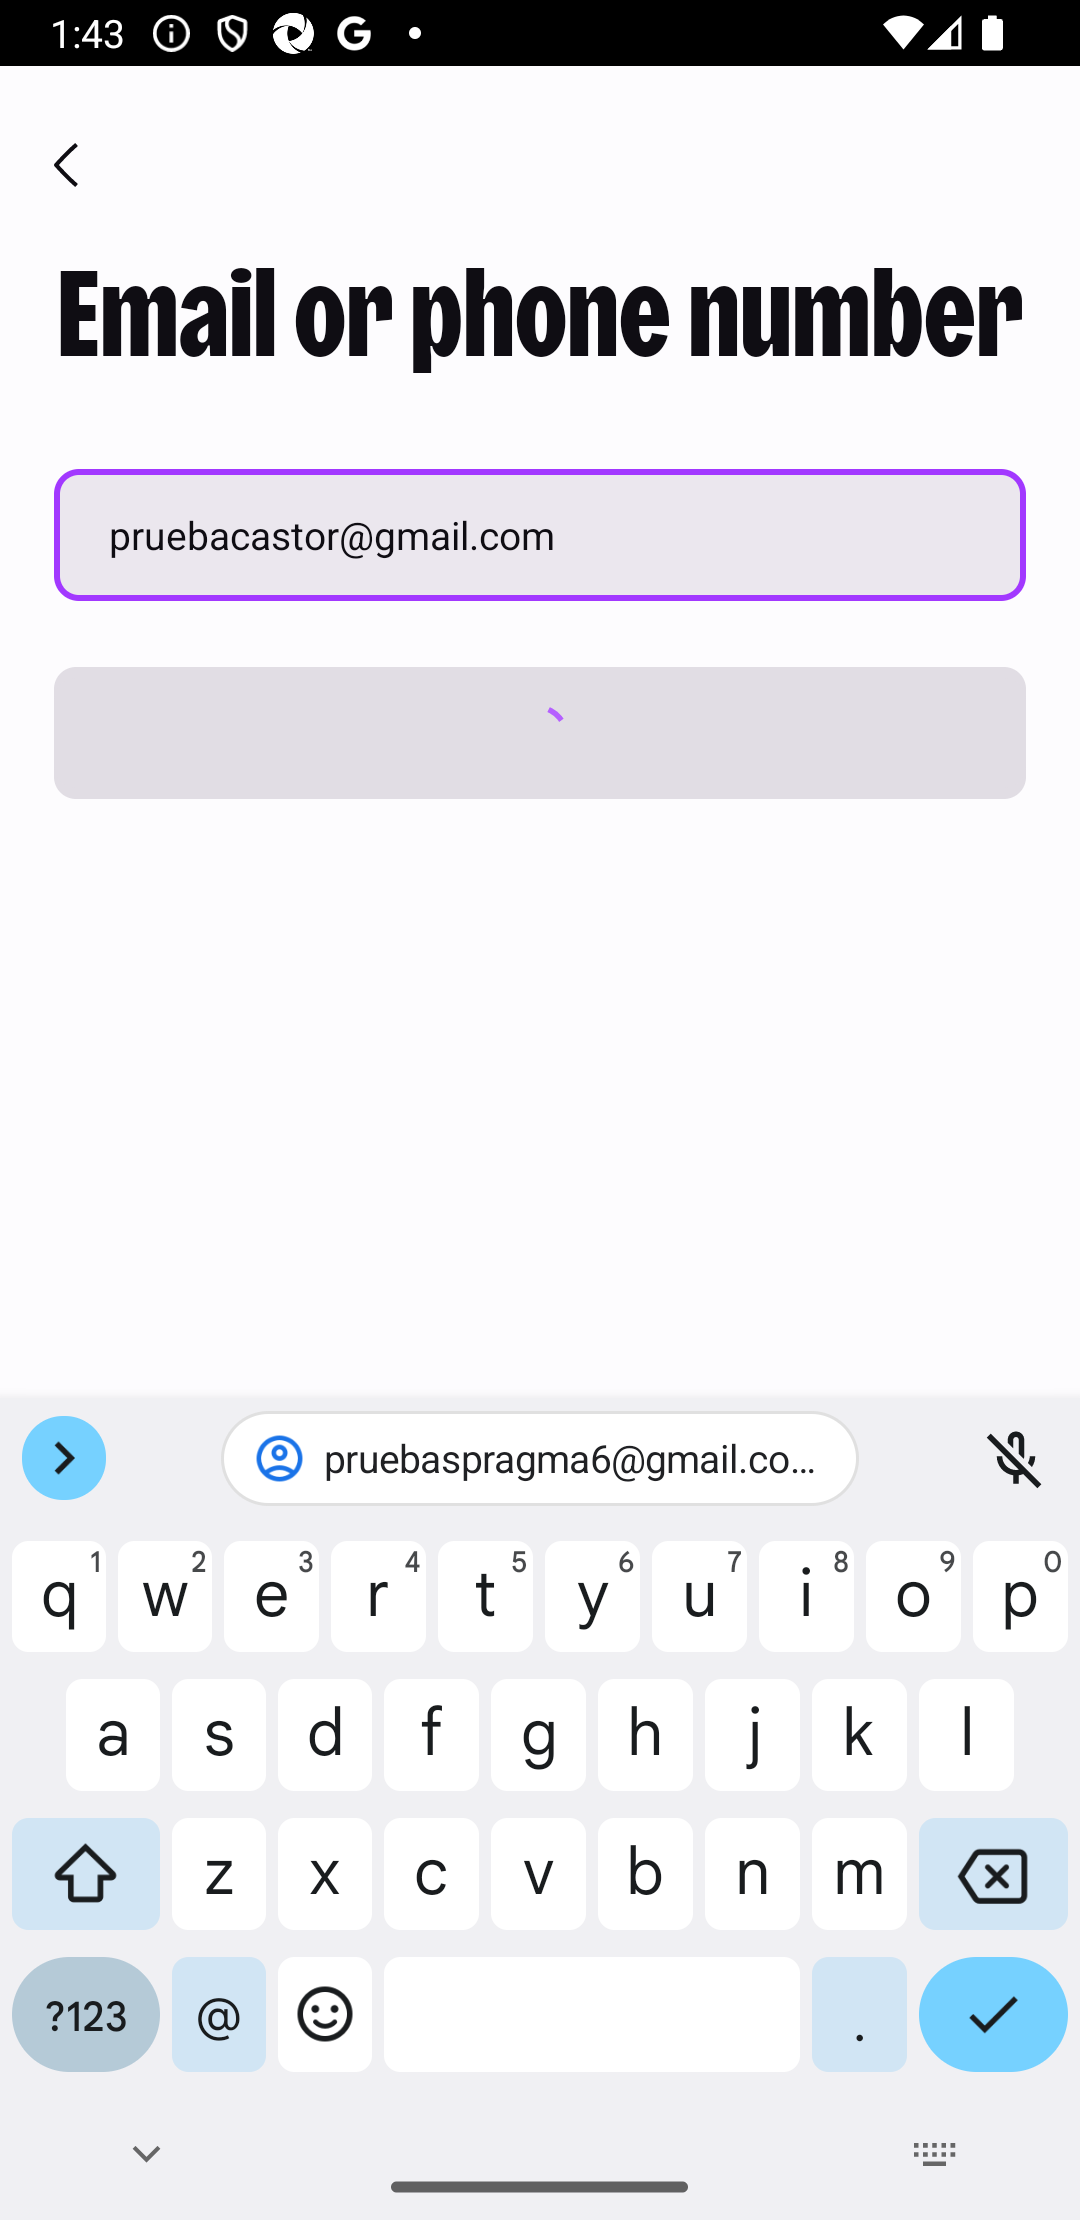 1:43
Email or phone number
pruebacastor@gmail.com
pruebaspragma6@gmail.co...
q 1 w 2 e 3 r 4 t 5 y 6 u 7 i 8 o 9 p 0
a s d f g h j k l
z x c v b n m
?123 @ .